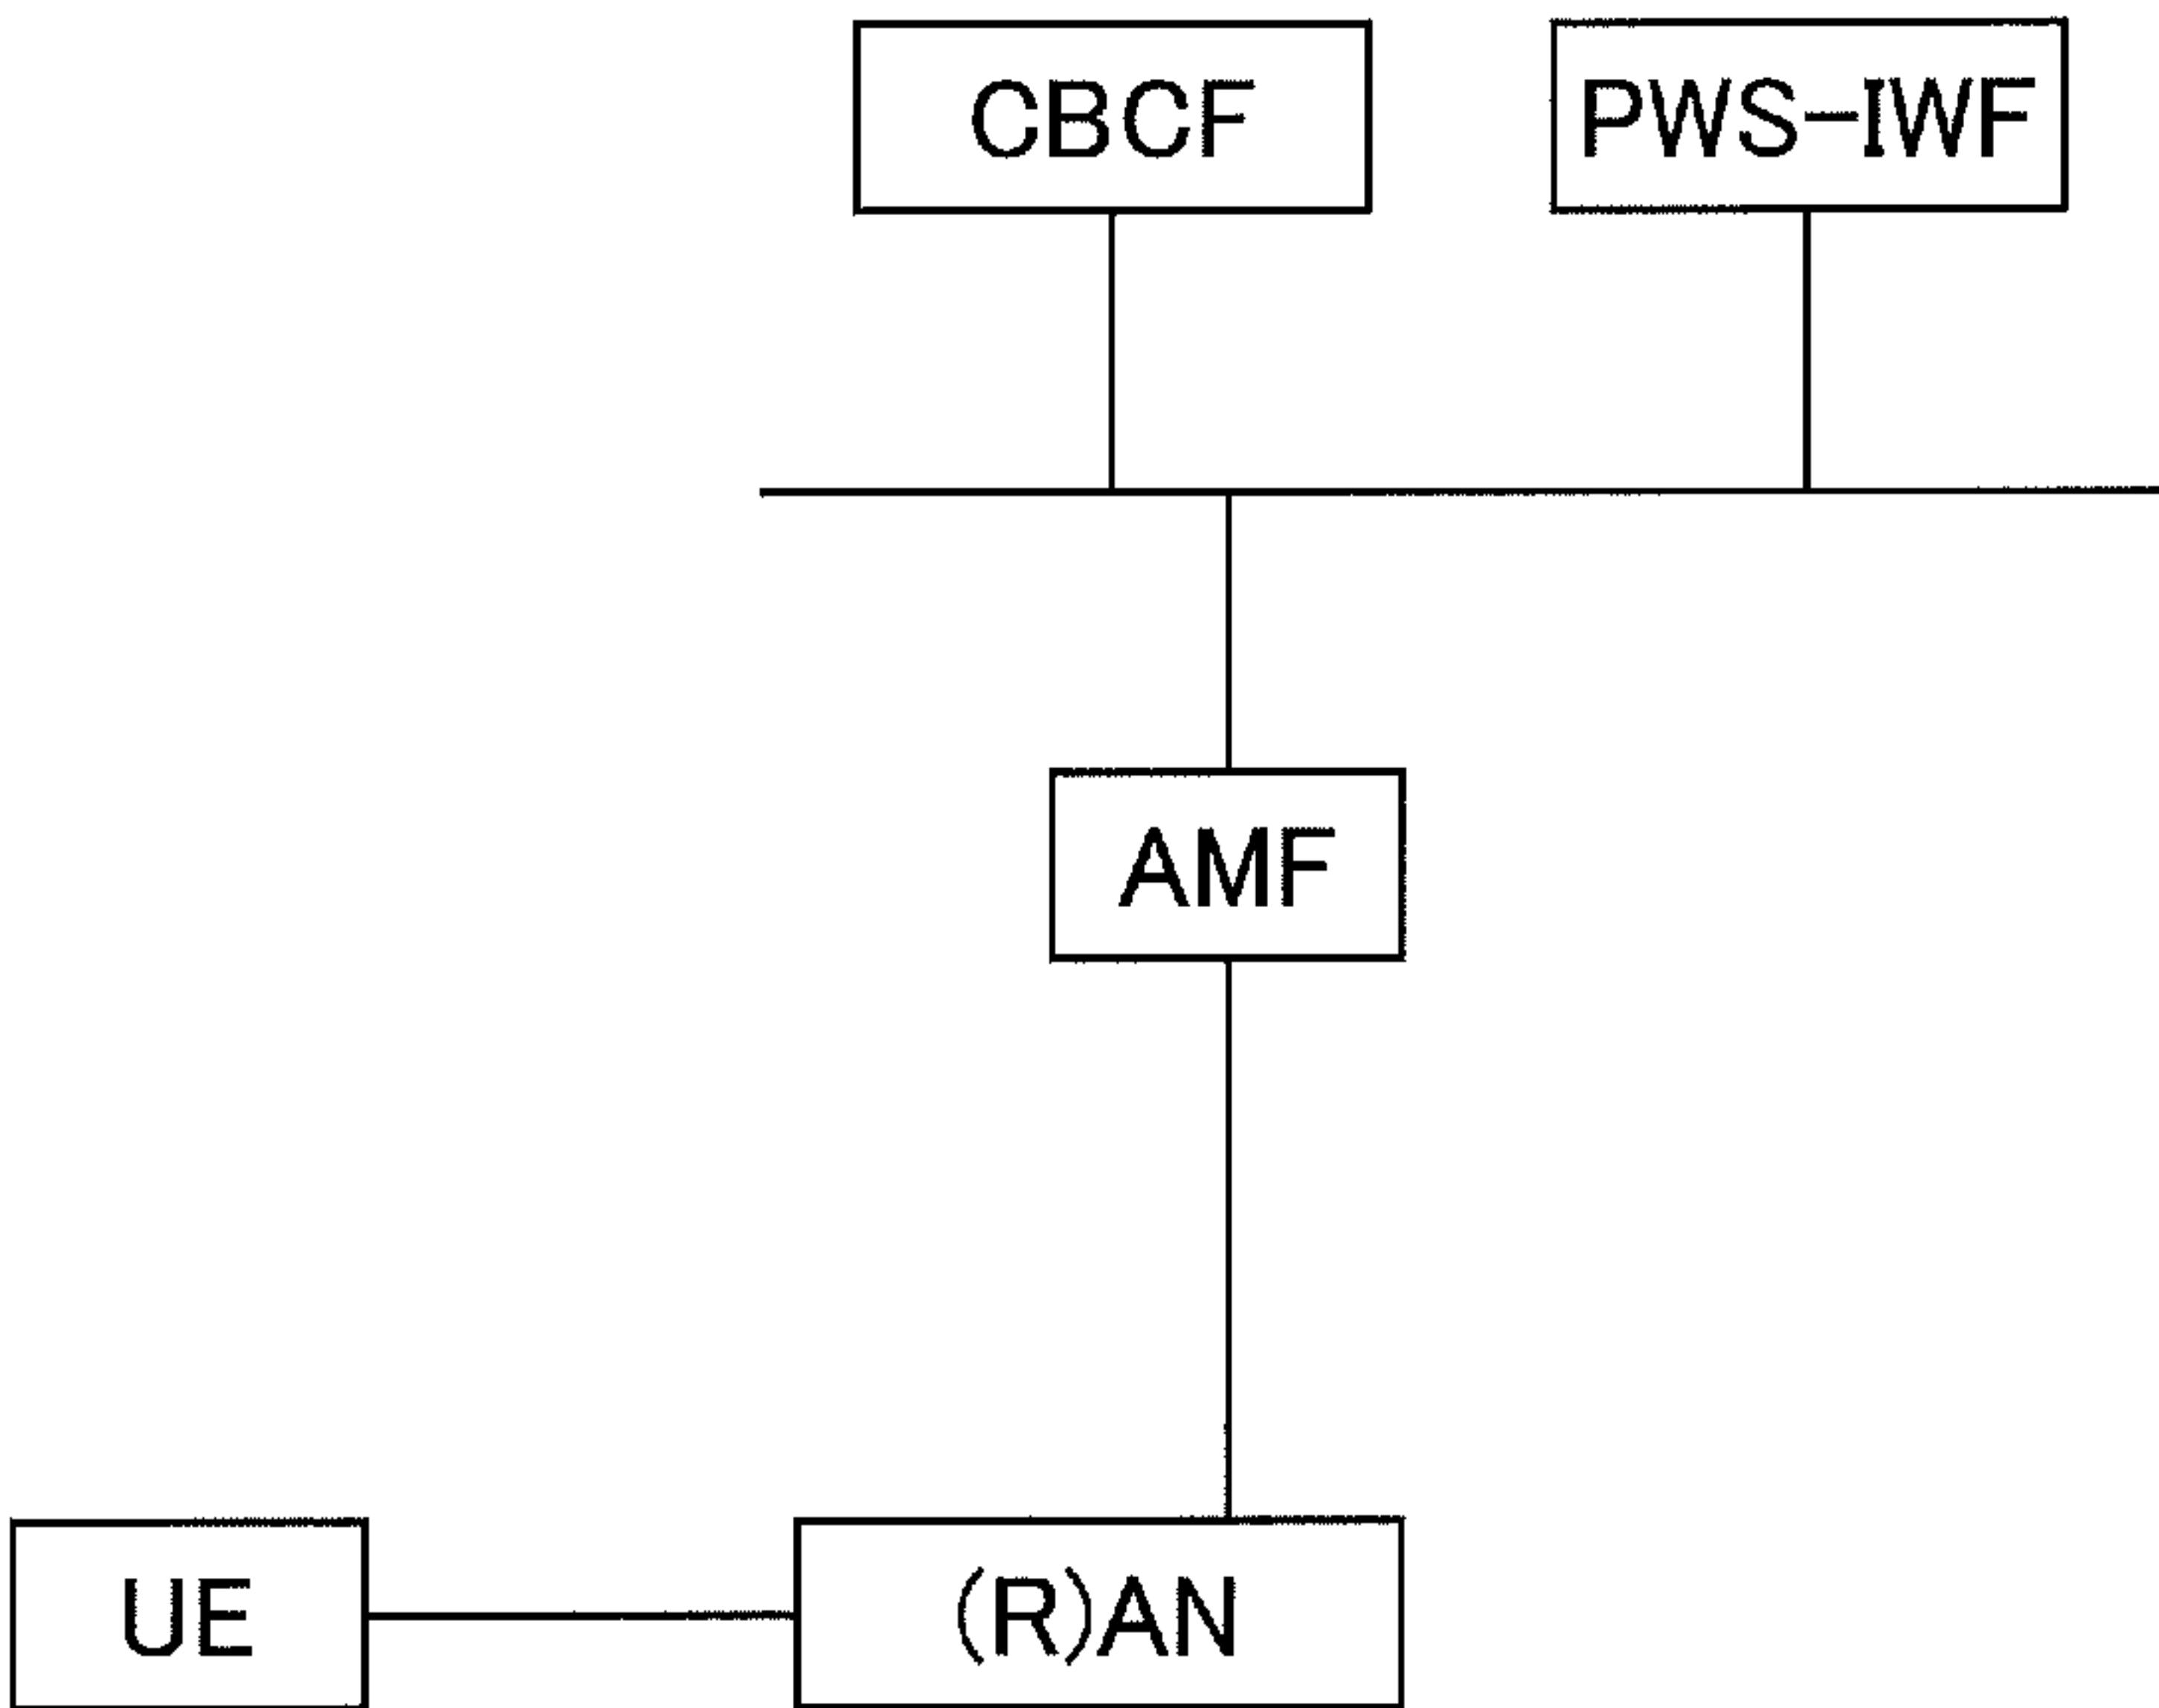 CBCF
PWS-IWF
AMF
UE
(R)AN